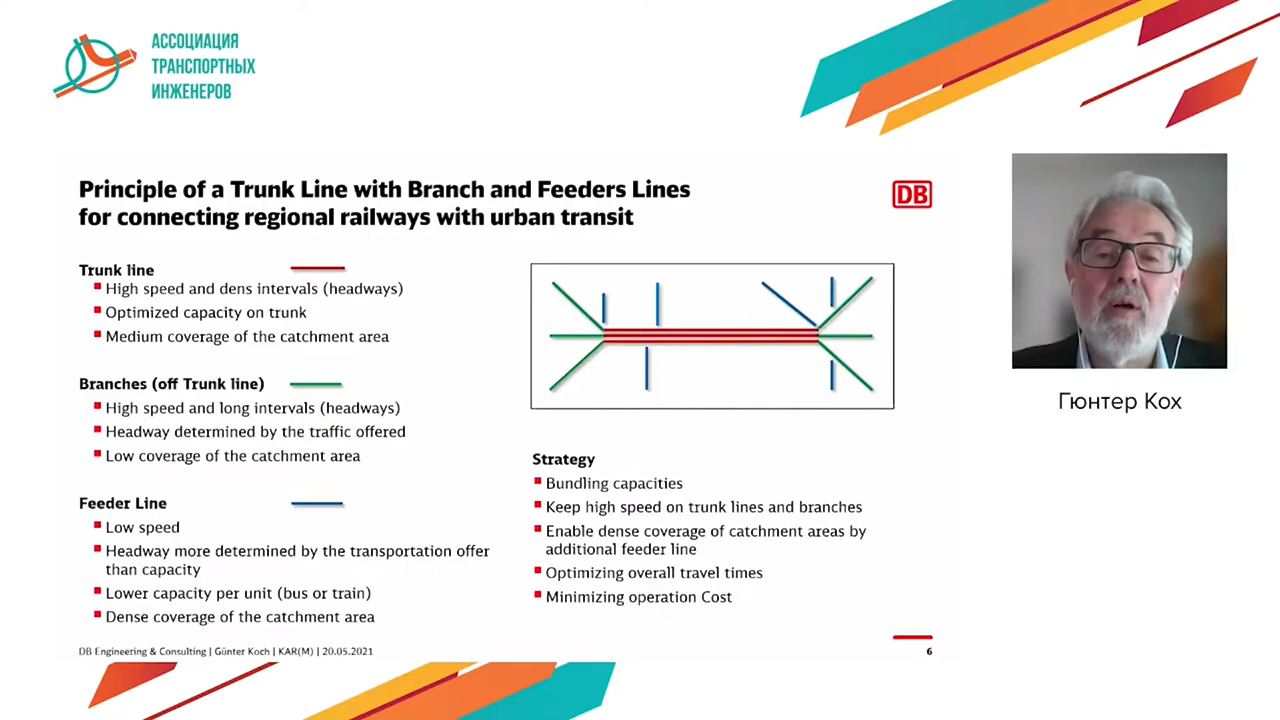 АССОЦИАЦИЯ
ТРАНСПОРТНЫХ
ИНЖЕНЕРОВ
Principle of a Trunk Line with Branch and Feeders Lines
for connecting regional railways with urban transit
DB
Trunk line
High speed and dens intervals (headways)
Optimized capacity on trunk
Medium coverage of the catchment area
Branches (off Trunk line)
High speed and long intervals (headways)
Headway determined by the traffic offered
Low coverage of the catchment area
Feeder Line
Low speed
Headway more determined by the transportation offer
than capacity
Lower capacity per unit (bus or train)
Dense coverage of the catchment area
Strategy
Bundling capacities
Keep high speed on trunk lines and branches
Enable dense coverage of catchment areas by
additional feeder line
Optimizing overall travel times
Minimizing operation Cost
DB Engineering & Consulting | Günter Koch | KAR(M) | 20.05.2021
6
Гюнтер Кох